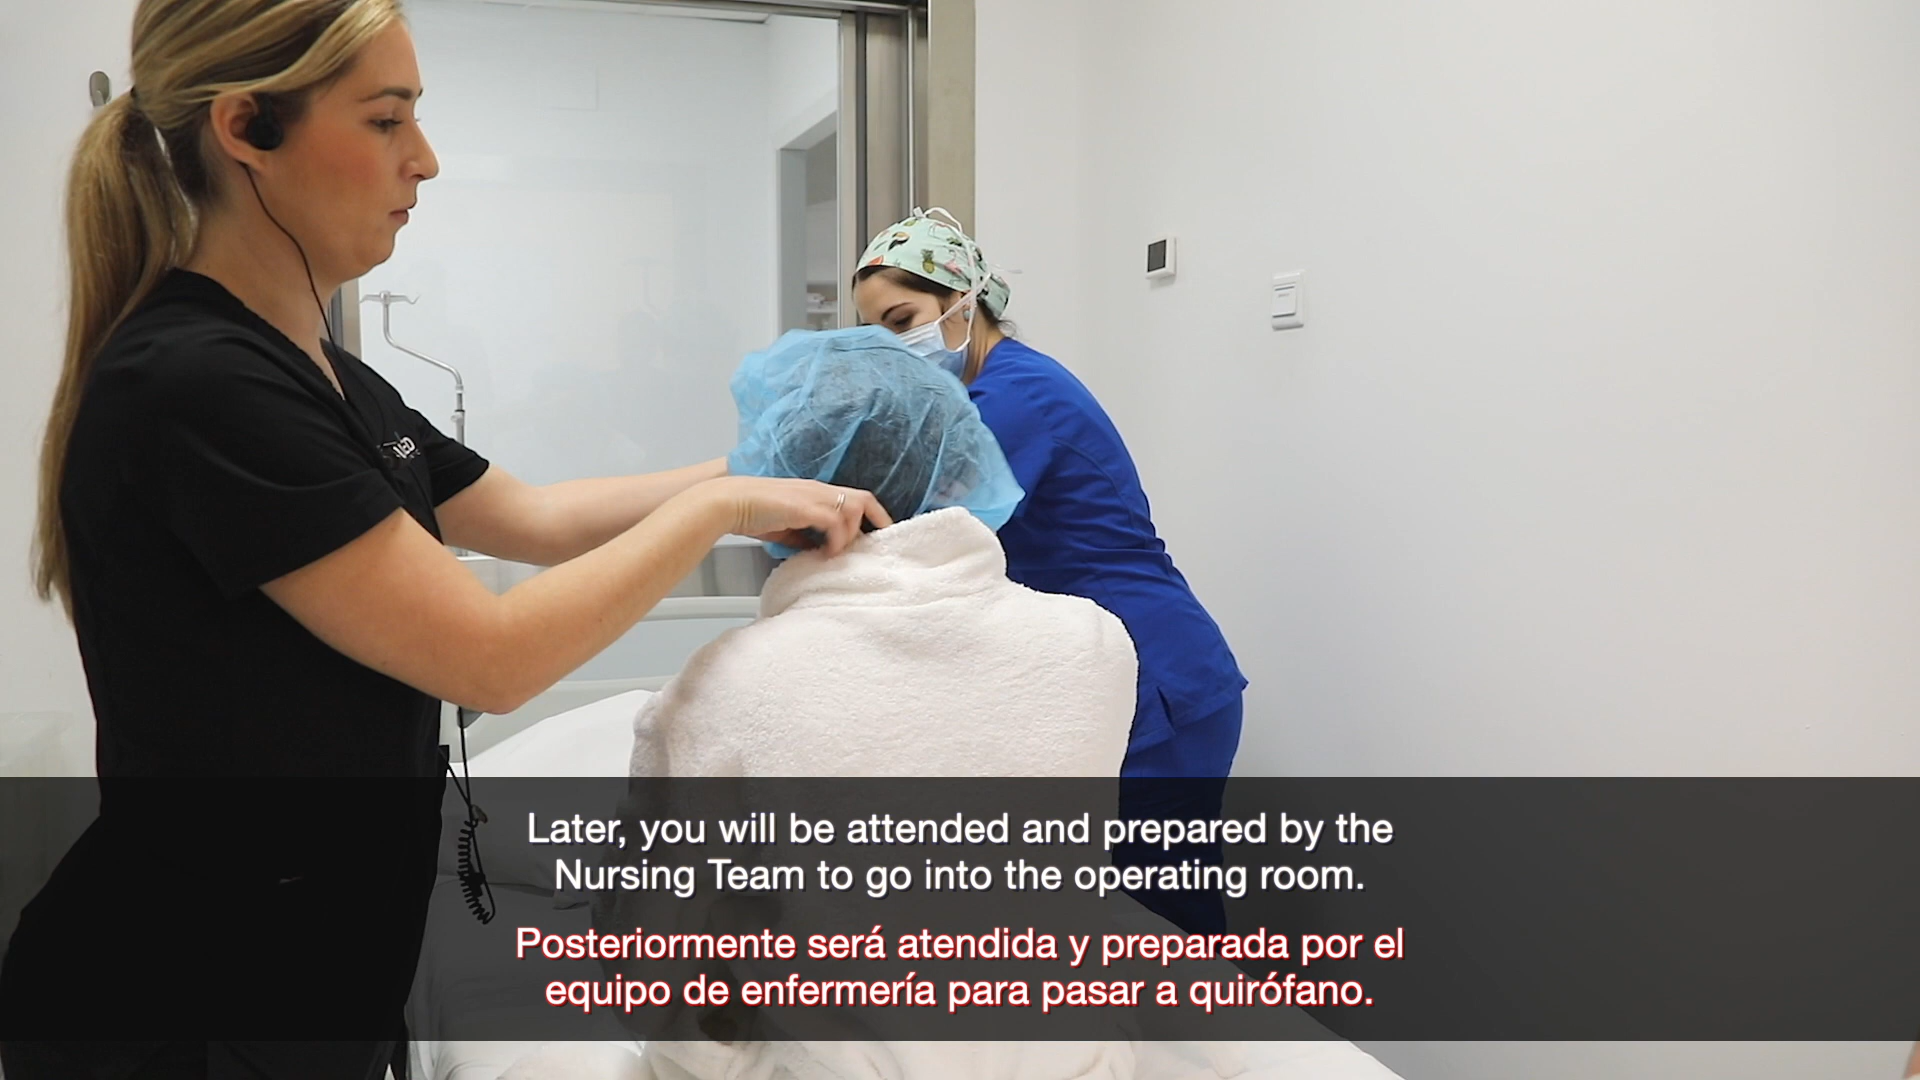 Later, you will be attended and prepared by the
Nursing Team to go into the operating room.
Posteriormente será atendida y preparada por el
equipo de enfermería para pasar a quirófano.